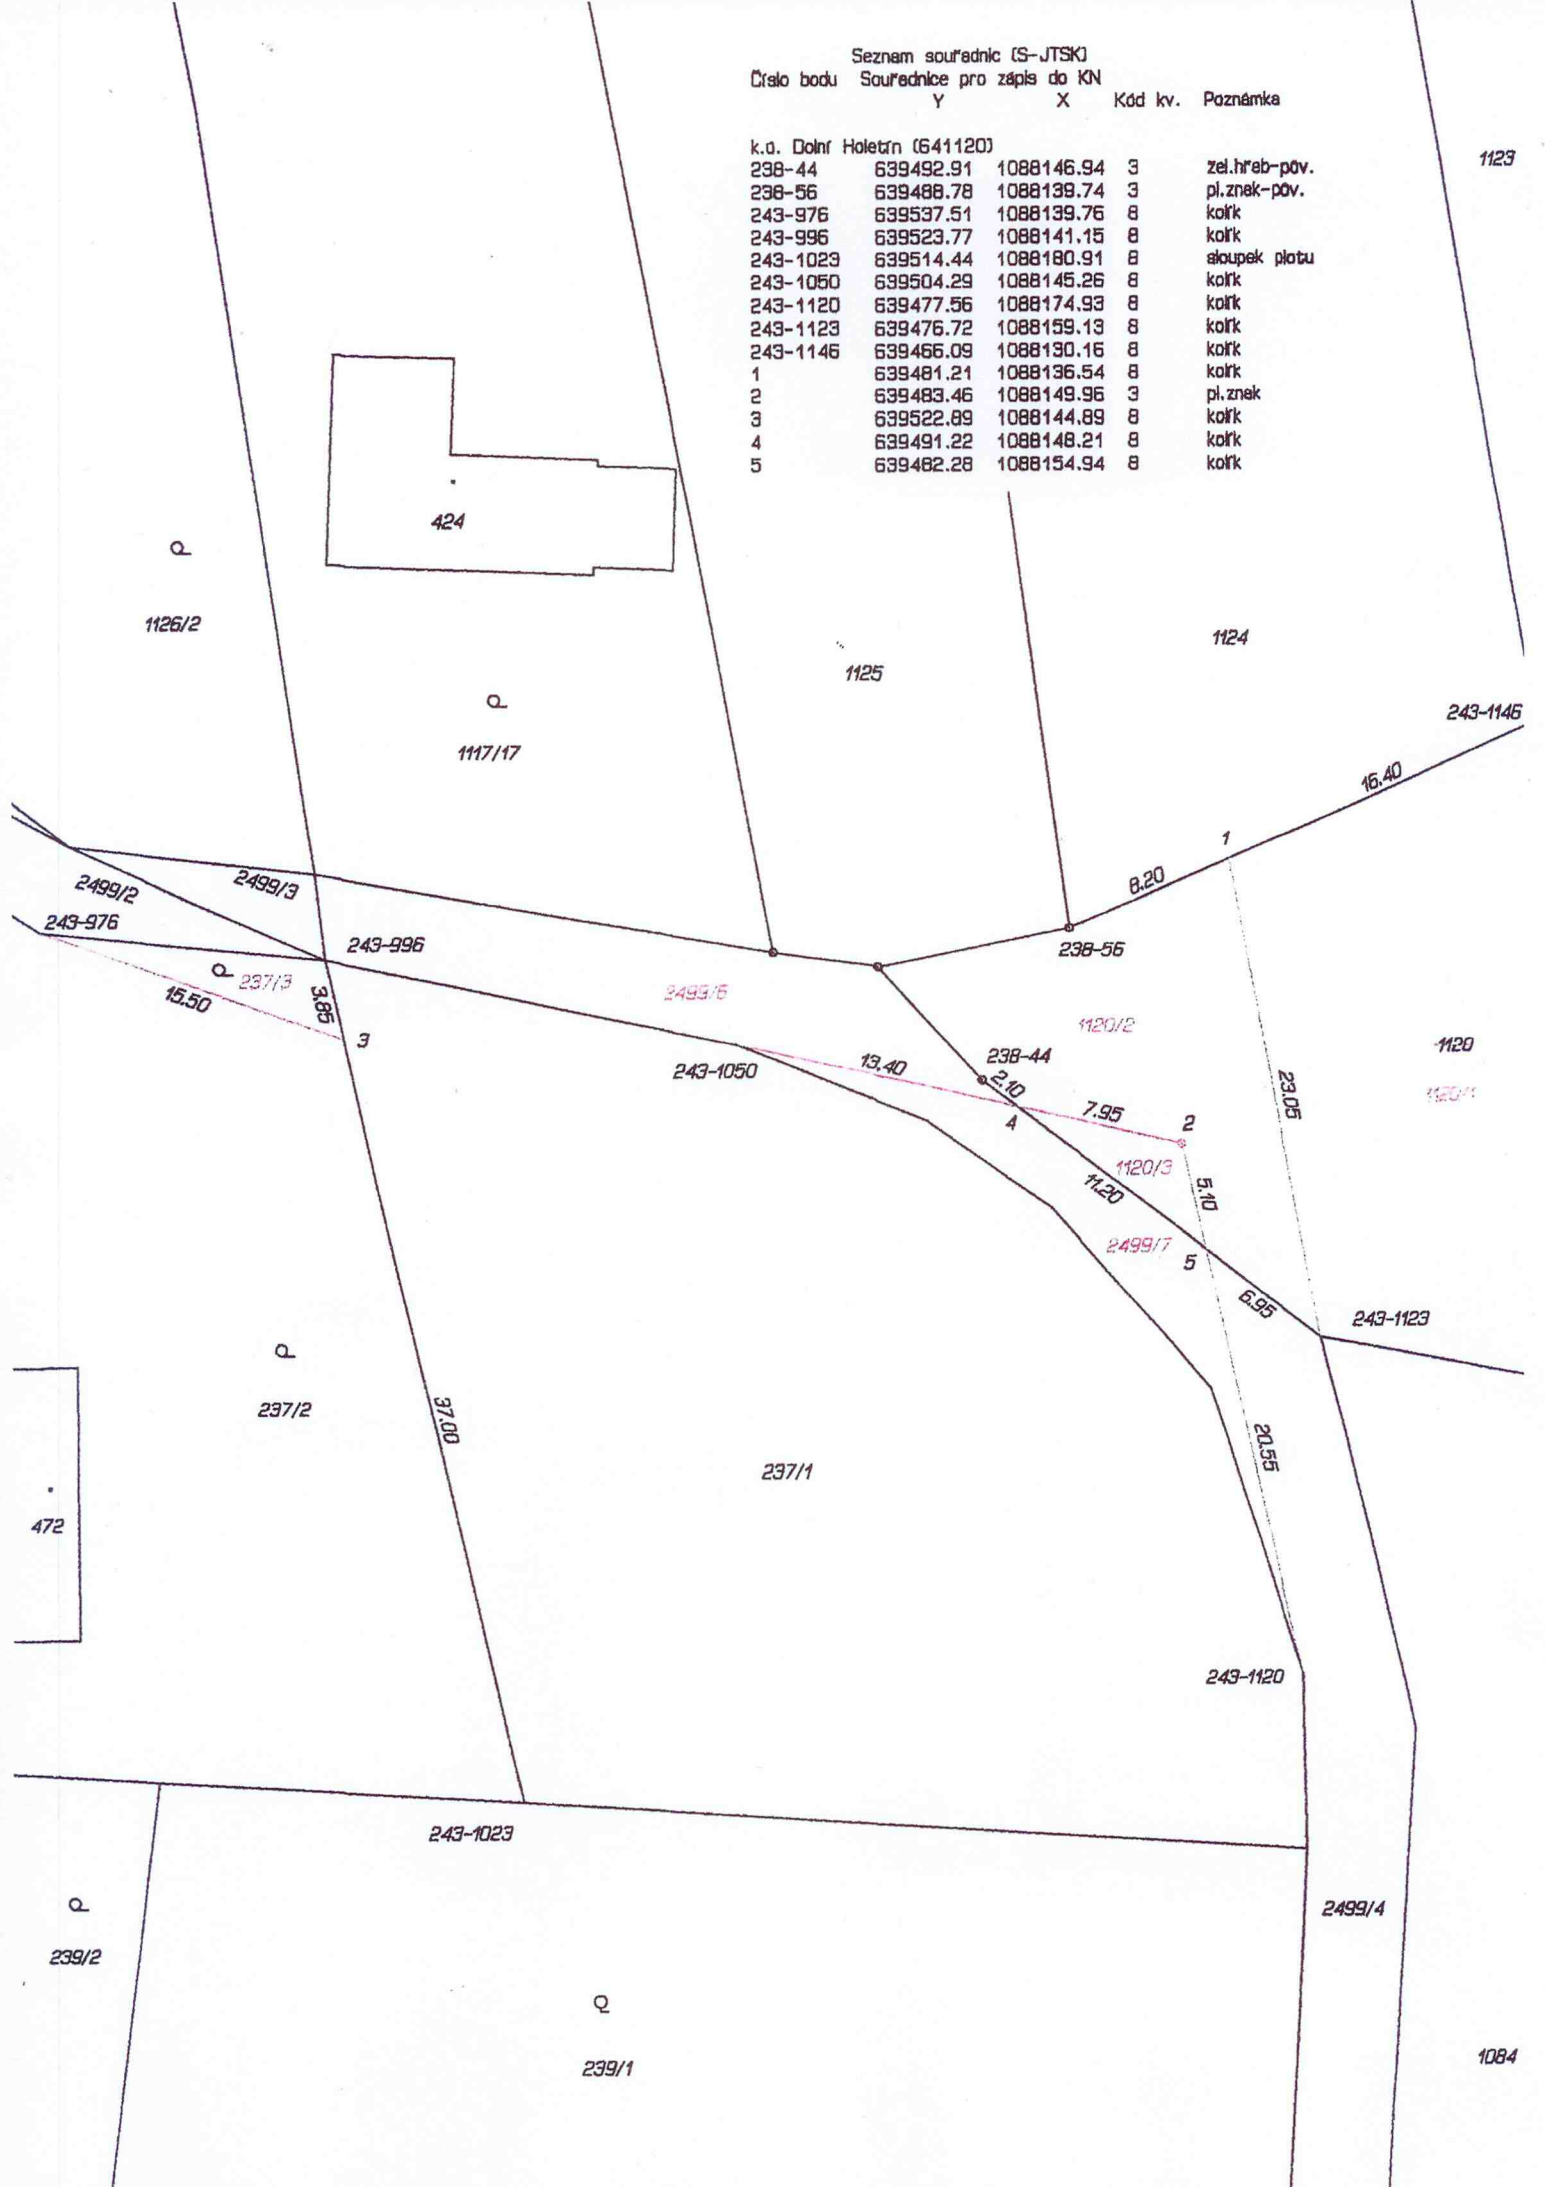 Seznam souřadnic (S-JTSK)
Číslo bodu Souřadnice pro zápis do KN
Y X Kód kv. Poznámka
k.ú. Dolní Holetín (641120)
238-44 639492.91 1088146.94 3 žel.hřeb-pův.
238-56 639488.78 1088139.74 3 pl.znak-pův.
243-976 639537.51 1088139.76 8 kolík
243-996 639523.77 1088141.15 8 kolík
243-1023 639514.44 1088180.91 8 sloupek plotu
243-1050 639504.29 1088145.26 8 kolík
243-1120 639477.56 1088174.93 8 kolík
243-1123 639476.72 1088159.13 8 kolík
243-1146 639466.09 1088130.16 8 kolík
1 639481.21 1088136.54 8 kolík
2 639483.46 1088149.96 3 pl.znak
3 639522.89 1088144.89 8 kolík
4 639491.22 1088148.21 8 kolík
5 639482.28 1088154.94 8 kolík
1123
424
1126/2
1124
1125
243-1146
1117/17
16.40
1
8.20
2499/3
2499/2
243-976
243-996
238-56
237/3
2499/6
15.50
3.85
1120/2
3
1120
238-44
13.40
243-1050
2.10
23.05
1120/1
7.95
4
2
1120/3
11.20
5.10
2499/7
5
6.95
243-1123
237/2
37.00
20.55
237/1
472
243-1120
243-1023
2499/4
239/2
239/1
1084